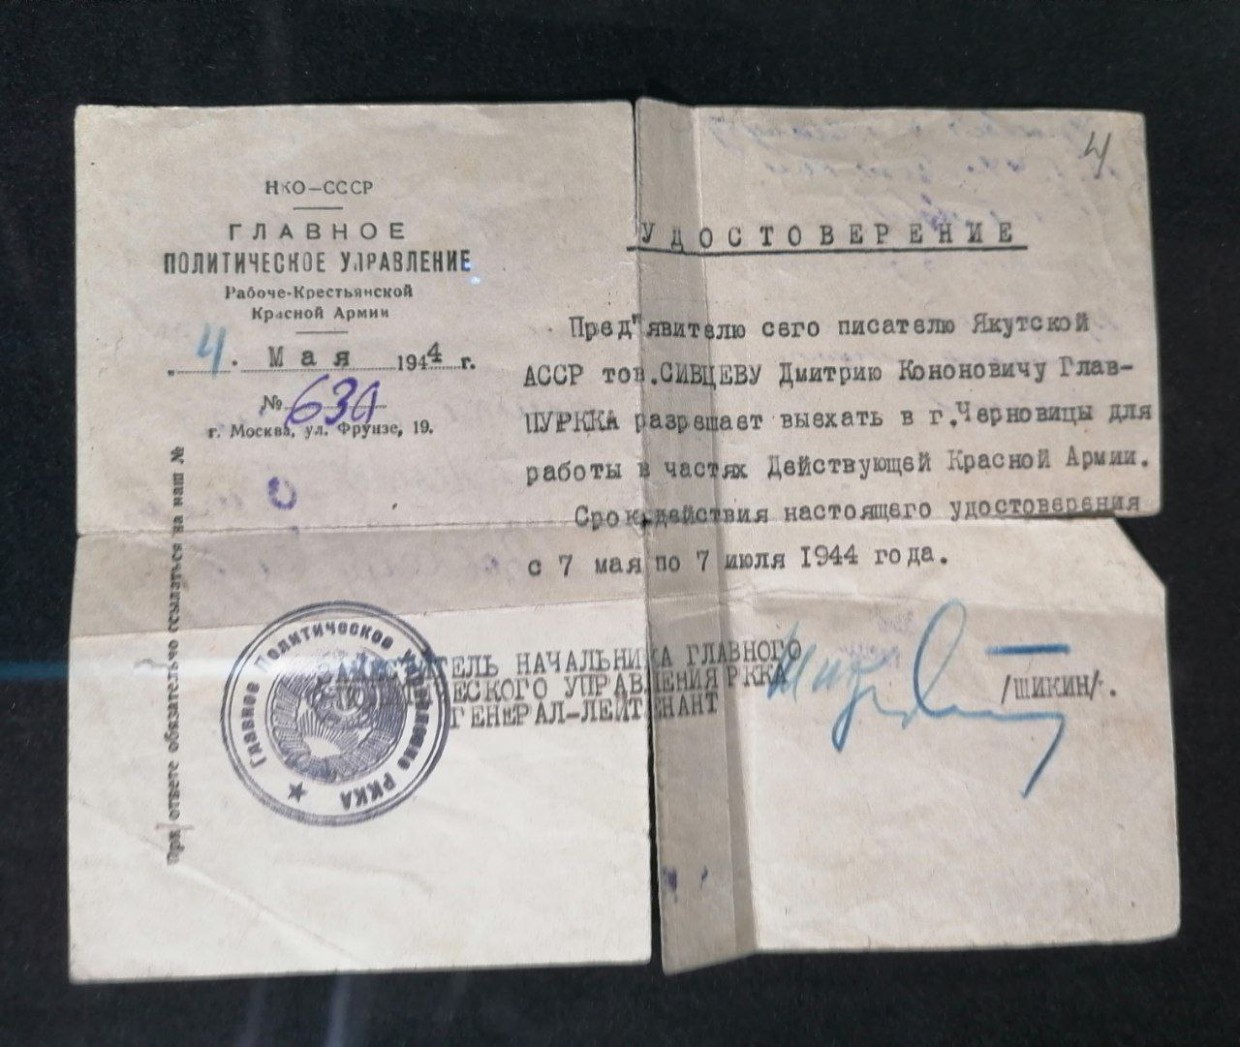 НКО–СССР
ГЛАВНОЕ
ПОЛИТИЧЕСКОЕ УПРАВЛЕНИЕ
Рабоче-Крестьянской
Красной Армии
„4. Мая 1944 г.
№ 630
г. Москва, ул. Фрунзе, 19.
При ответе обязательно ссылаться на наш №
4
УДОСТОВЕРЕНИЕ
Пред"явителю сего писателю Якутской
АССР тов.СИВЦЕВУ Дмитрию Кононовичу Глав-
ПУРККА разрешает выехать в г.Черновицы для
работы в частях Действующей Красной Армии.
Срок действия настоящего удостоверения
с 7 мая по 7 июля 1944 года.
ЗАМЕСТИТЕЛЬ НАЧАЛЬНИКА ГЛАВНОГО
ПОЛИТИЧЕСКОГО УПРАВЛЕНИЯ РККА
ГЕНЕРАЛ-ЛЕЙТЕНАНТ
/ШИКИН/.
Главное Политическое Управление РККА